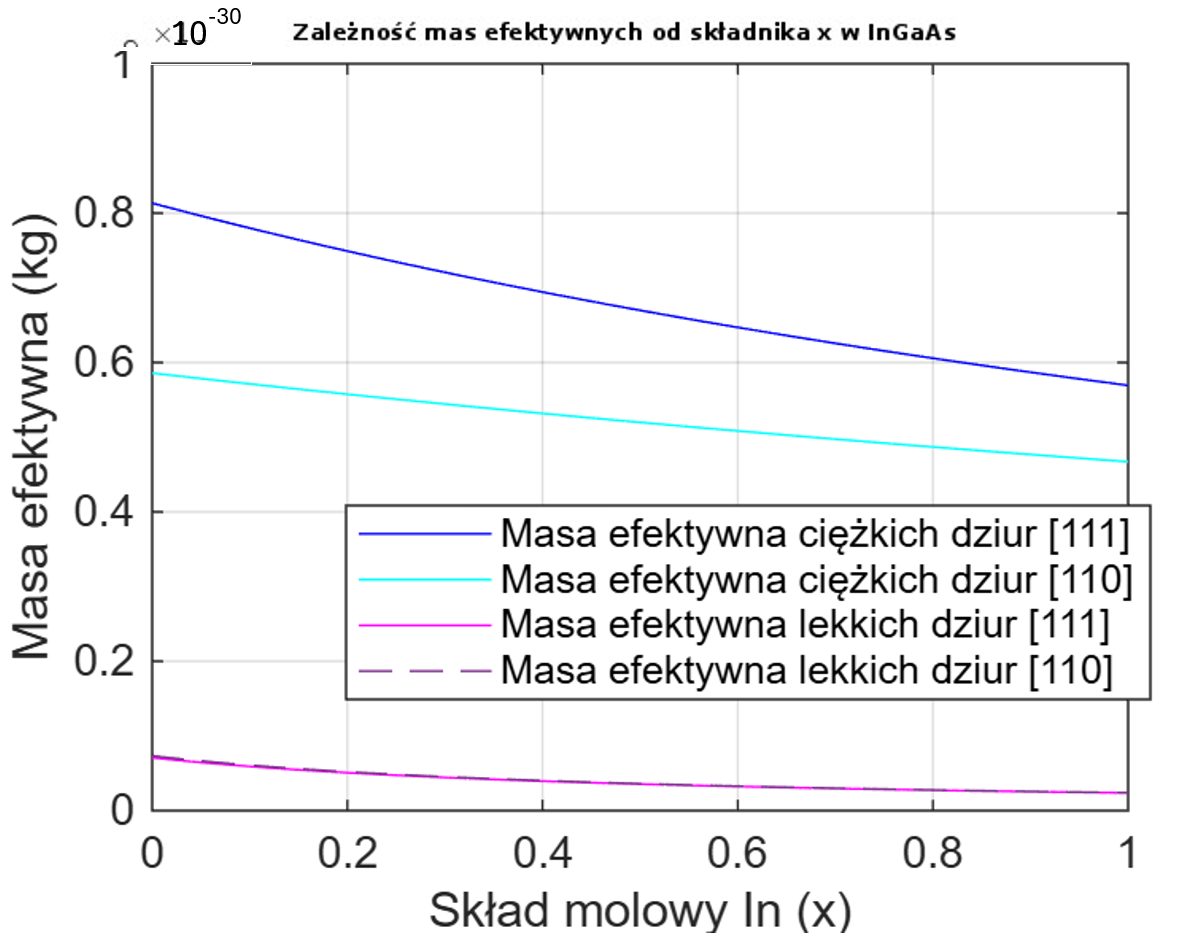 ×10-30
Zależność mas efektywnych od składnika x w InGaAs
1
0.8
0.6
0.4
0.2
0
Masa efektywna (kg)
Masa efektywna ciężkich dziur [111]
Masa efektywna ciężkich dziur [110]
Masa efektywna lekkich dziur [111]
Masa efektywna lekkich dziur [110]
0 0.2 0.4 0.6 0.8 1
Skład molowy In (x)